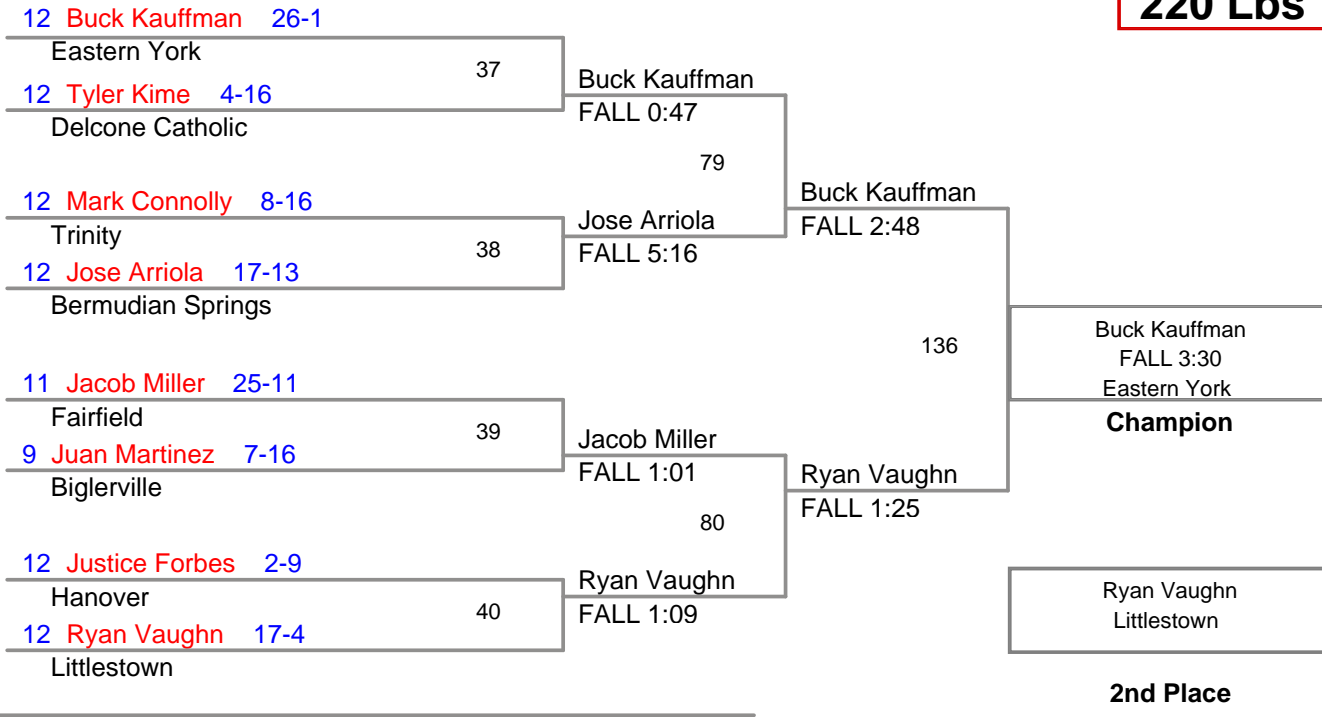 220 Lbs
12 Buck Kauffman 26-1
Eastern York
37
12 Tyler Kime 4-16
Delcone Catholic
Buck Kauffman
FALL 0:47
79
12 Mark Connolly 8-16
Trinity
38
12 Jose Arriola 17-13
Bermudian Springs
Jose Arriola
FALL 5:16
Buck Kauffman
FALL 2:48
136
11 Jacob Miller 25-11
Fairfield
39
9 Juan Martinez 7-16
Biglerville
Jacob Miller
FALL 1:01
80
12 Justice Forbes 2-9
Hanover
40
12 Ryan Vaughn 17-4
Littlestown
Ryan Vaughn
FALL 1:09
Ryan Vaughn
FALL 1:25
Buck Kauffman
FALL 3:30
Eastern York
Champion
Ryan Vaughn
Littlestown
2nd Place